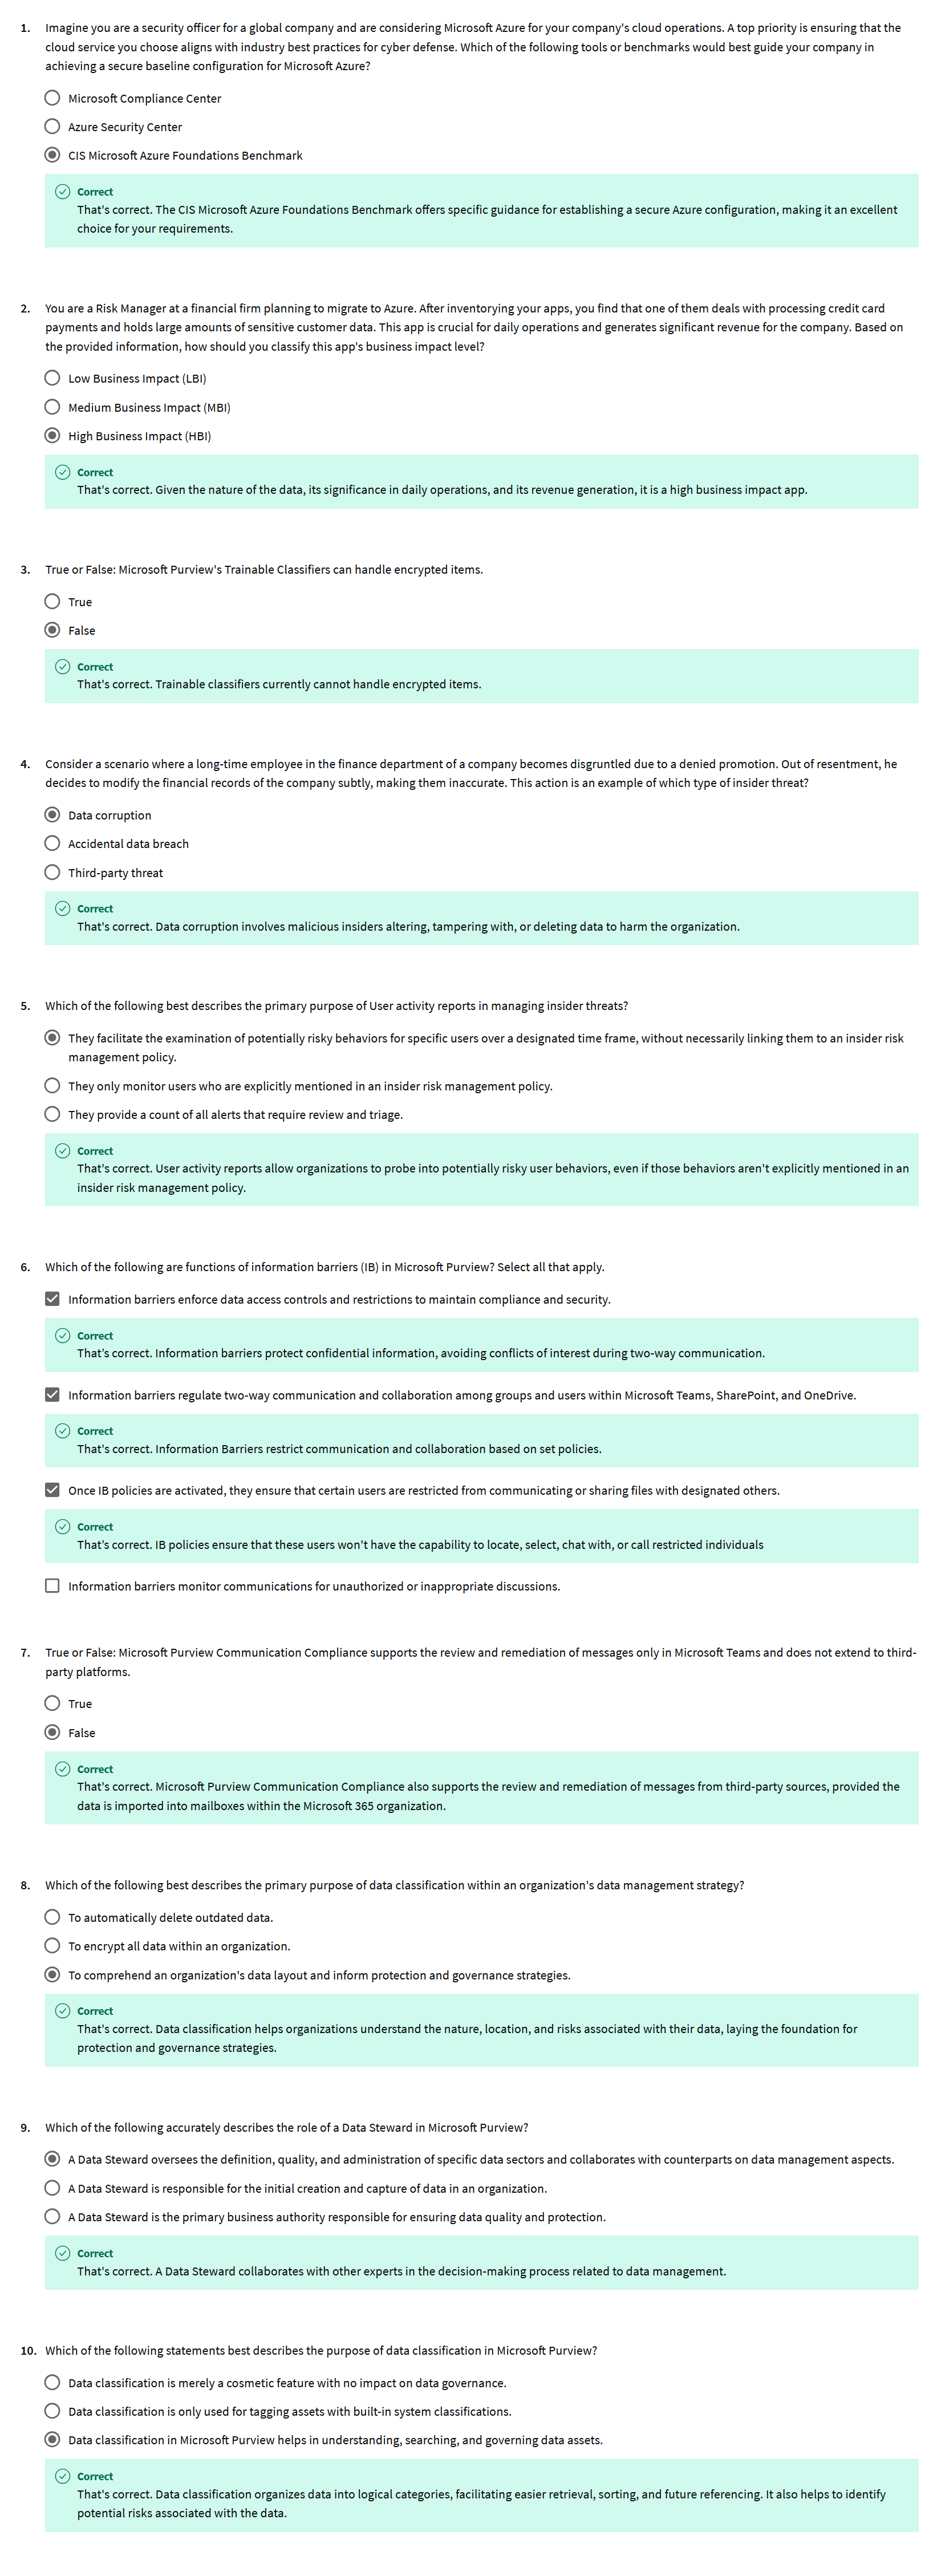 1. Imagine you are a security officer for a global company and are considering Microsoft Azure for your company's cloud operations. A top priority is ensuring that the
cloud service you choose aligns with industry best practices for cyber defense. Which of the following tools or benchmarks would best guide your company in
achieving a secure baseline configuration for Microsoft Azure?
Microsoft Compliance Center
Azure Security Center
CIS Microsoft Azure Foundations Benchmark
Correct
That's correct. The CIS Microsoft Azure Foundations Benchmark offers specific guidance for establishing a secure Azure configuration, making it an excellent
choice for your requirements.
2. You are a Risk Manager at a financial firm planning to migrate to Azure. After inventorying your apps, you find that one of them deals with processing credit card
payments and holds large amounts of sensitive customer data. This app is crucial for daily operations and generates significant revenue for the company. Based on
the provided information, how should you classify this app's business impact level?
Low Business Impact (LBI)
Medium Business Impact (MBI)
High Business Impact (HBI)
Correct
That's correct. Given the nature of the data, its significance in daily operations, and its revenue generation, it is a high business impact app.
3. True or False: Microsoft Purview's Trainable Classifiers can handle encrypted items.
True
False
Correct
That's correct. Trainable classifiers currently cannot handle encrypted items.
4. Consider a scenario where a long-time employee in the finance department of a company becomes disgruntled due to a denied promotion. Out of resentment, he
decides to modify the financial records of the company subtly, making them inaccurate. This action is an example of which type of insider threat?
Data corruption
Accidental data breach
Third-party threat
Correct
That's correct. Data corruption involves malicious insiders altering, tampering with, or deleting data to harm the organization.
5. Which of the following best describes the primary purpose of User activity reports in managing insider threats?
They facilitate the examination of potentially risky behaviors for specific users over a designated time frame, without necessarily linking them to an insider risk
management policy.
They only monitor users who are explicitly mentioned in an insider risk management policy.
They provide a count of all alerts that require review and triage.
Correct
That's correct. User activity reports allow organizations to probe into potentially risky user behaviors, even if those behaviors aren't explicitly mentioned in an
insider risk management policy.
6. Which of the following are functions of information barriers (IB) in Microsoft Purview? Select all that apply.
Information barriers enforce data access controls and restrictions to maintain compliance and security.
Correct
That's correct. Information barriers protect confidential information, avoiding conflicts of interest during two-way communication.
Information barriers regulate two-way communication and collaboration among groups and users within Microsoft Teams, SharePoint, and OneDrive.
Correct
That's correct. Information Barriers restrict communication and collaboration based on set policies.
Once IB policies are activated, they ensure that certain users are restricted from communicating or sharing files with designated others.
Correct
That's correct. IB policies ensure that these users won't have the capability to locate, select, chat with, or call restricted individuals
Information barriers monitor communications for unauthorized or inappropriate discussions.
7. True or False: Microsoft Purview Communication Compliance supports the review and remediation of messages only in Microsoft Teams and does not extend to third-
party platforms.
True
False
Correct
That's correct. Microsoft Purview Communication Compliance also supports the review and remediation of messages from third-party sources, provided the
data is imported into mailboxes within the Microsoft 365 organization.
8. Which of the following best describes the primary purpose of data classification within an organization's data management strategy?
To automatically delete outdated data.
To encrypt all data within an organization.
To comprehend an organization's data layout and inform protection and governance strategies.
Correct
That's correct. Data classification helps organizations understand the nature, location, and risks associated with their data, laying the foundation for
protection and governance strategies.
9. Which of the following accurately describes the role of a Data Steward in Microsoft Purview?
A Data Steward oversees the definition, quality, and administration of specific data sectors and collaborates with counterparts on data management aspects.
A Data Steward is responsible for the initial creation and capture of data in an organization.
A Data Steward is the primary business authority responsible for ensuring data quality and protection.
Correct
That's correct. A Data Steward collaborates with other experts in the decision-making process related to data management.
10. Which of the following statements best describes the purpose of data classification in Microsoft Purview?
Data classification is merely a cosmetic feature with no impact on data governance.
Data classification is only used for tagging assets with built-in system classifications.
Data classification in Microsoft Purview helps in understanding, searching, and governing data assets.
Correct
That's correct. Data classification organizes data into logical categories, facilitating easier retrieval, sorting, and future referencing. It also helps to identify
potential risks associated with the data.